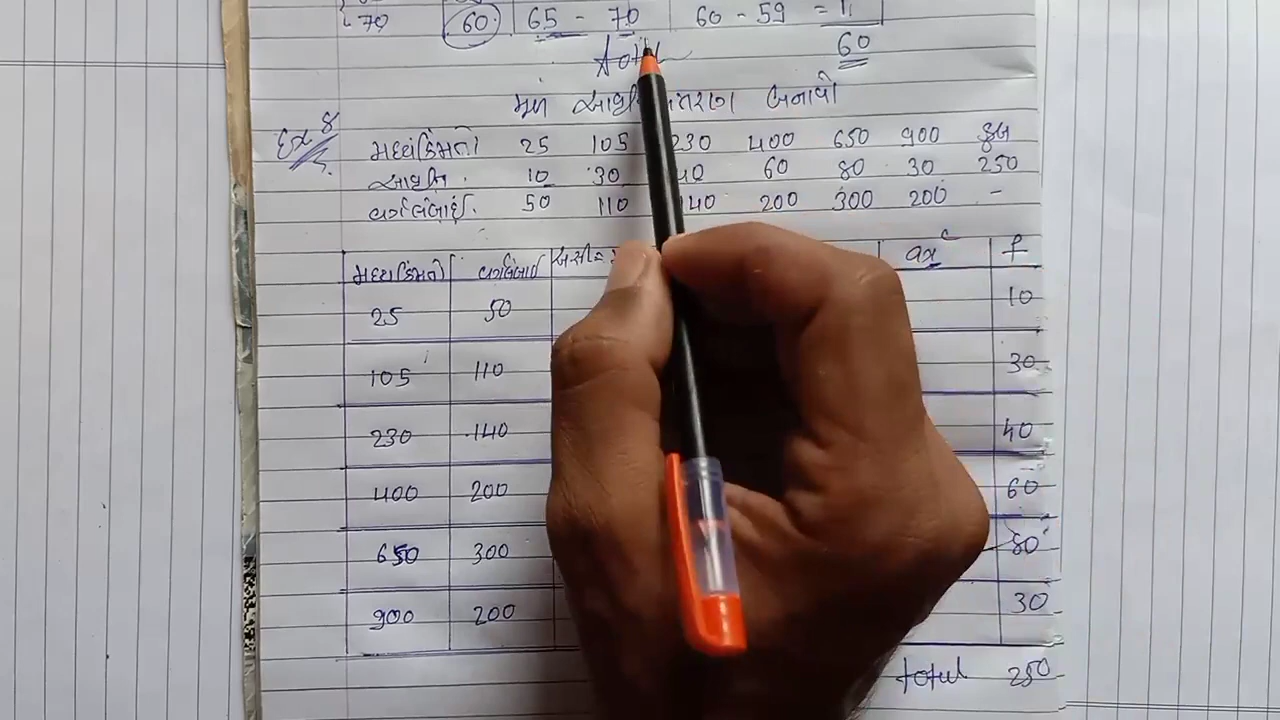 70 60 65 - 70 60 - 59 = 1
Total 60
મૂળ આવૃત્તિ વિતરણ બનાવો
Ex 4 મધ્યકિંમતો 25 105 230 400 650 900 કુલ
આવૃત્તિ 10 30 40 60 80 30 250
વર્ગલંબાઈ. 50 110 140 200 300 200 -
મધ્યકિંમતો વર્ગલંબાઈ વર્ગ f
25 50 10
105 110 30
230 140 40
400 200 60
650 300 80
900 200 30
total 250